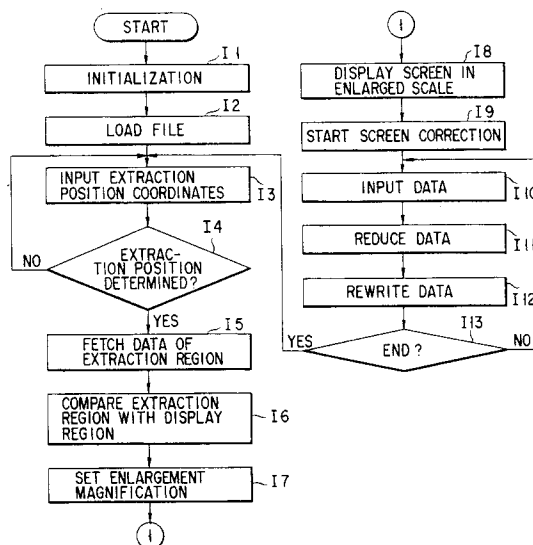 START
I1
INITIALIZATION
I2
LOAD FILE
INPUT EXTRACTION
POSITION COORDINATES
I3
I4
EXTRAC-
TION POSITION
DETERMINED?
NO
YES
I5
FETCH DATA OF
EXTRACTION REGION
COMPARE EXTRACTION
REGION WITH DISPLAY
REGION
I6
SET ENLARGEMENT
MAGNIFICATION
I7
1
1
I8
DISPLAY SCREEN IN
ENLARGED SCALE
I9
START SCREEN CORRECTION
INPUT DATA
I10
REDUCE DATA
I11
REWRITE DATA
I12
I13
YES
END?
NO